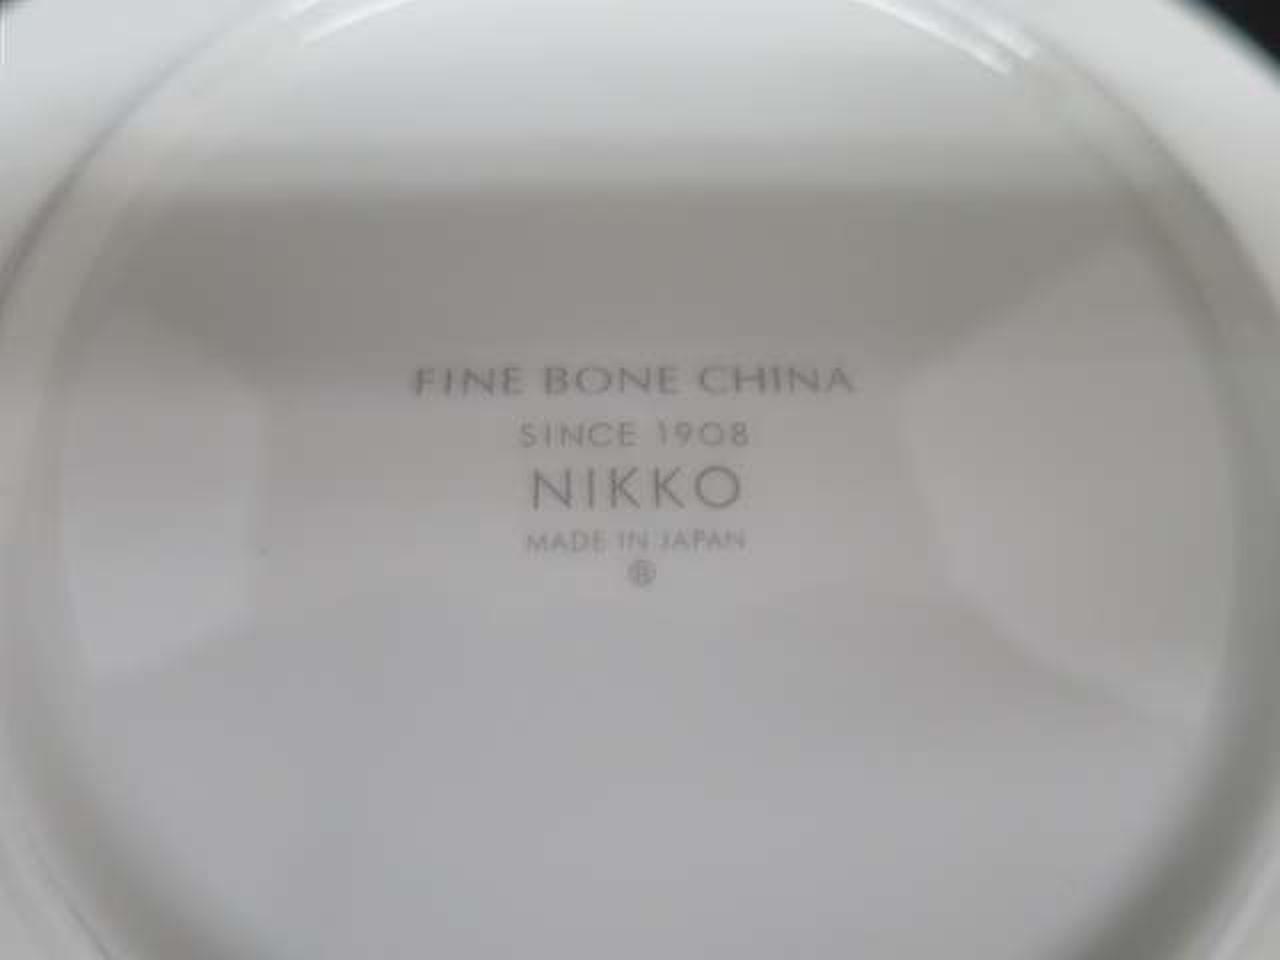 FINE BONE CHINA
SINCE 1908
NIKKO
MADE IN JAPAN
®